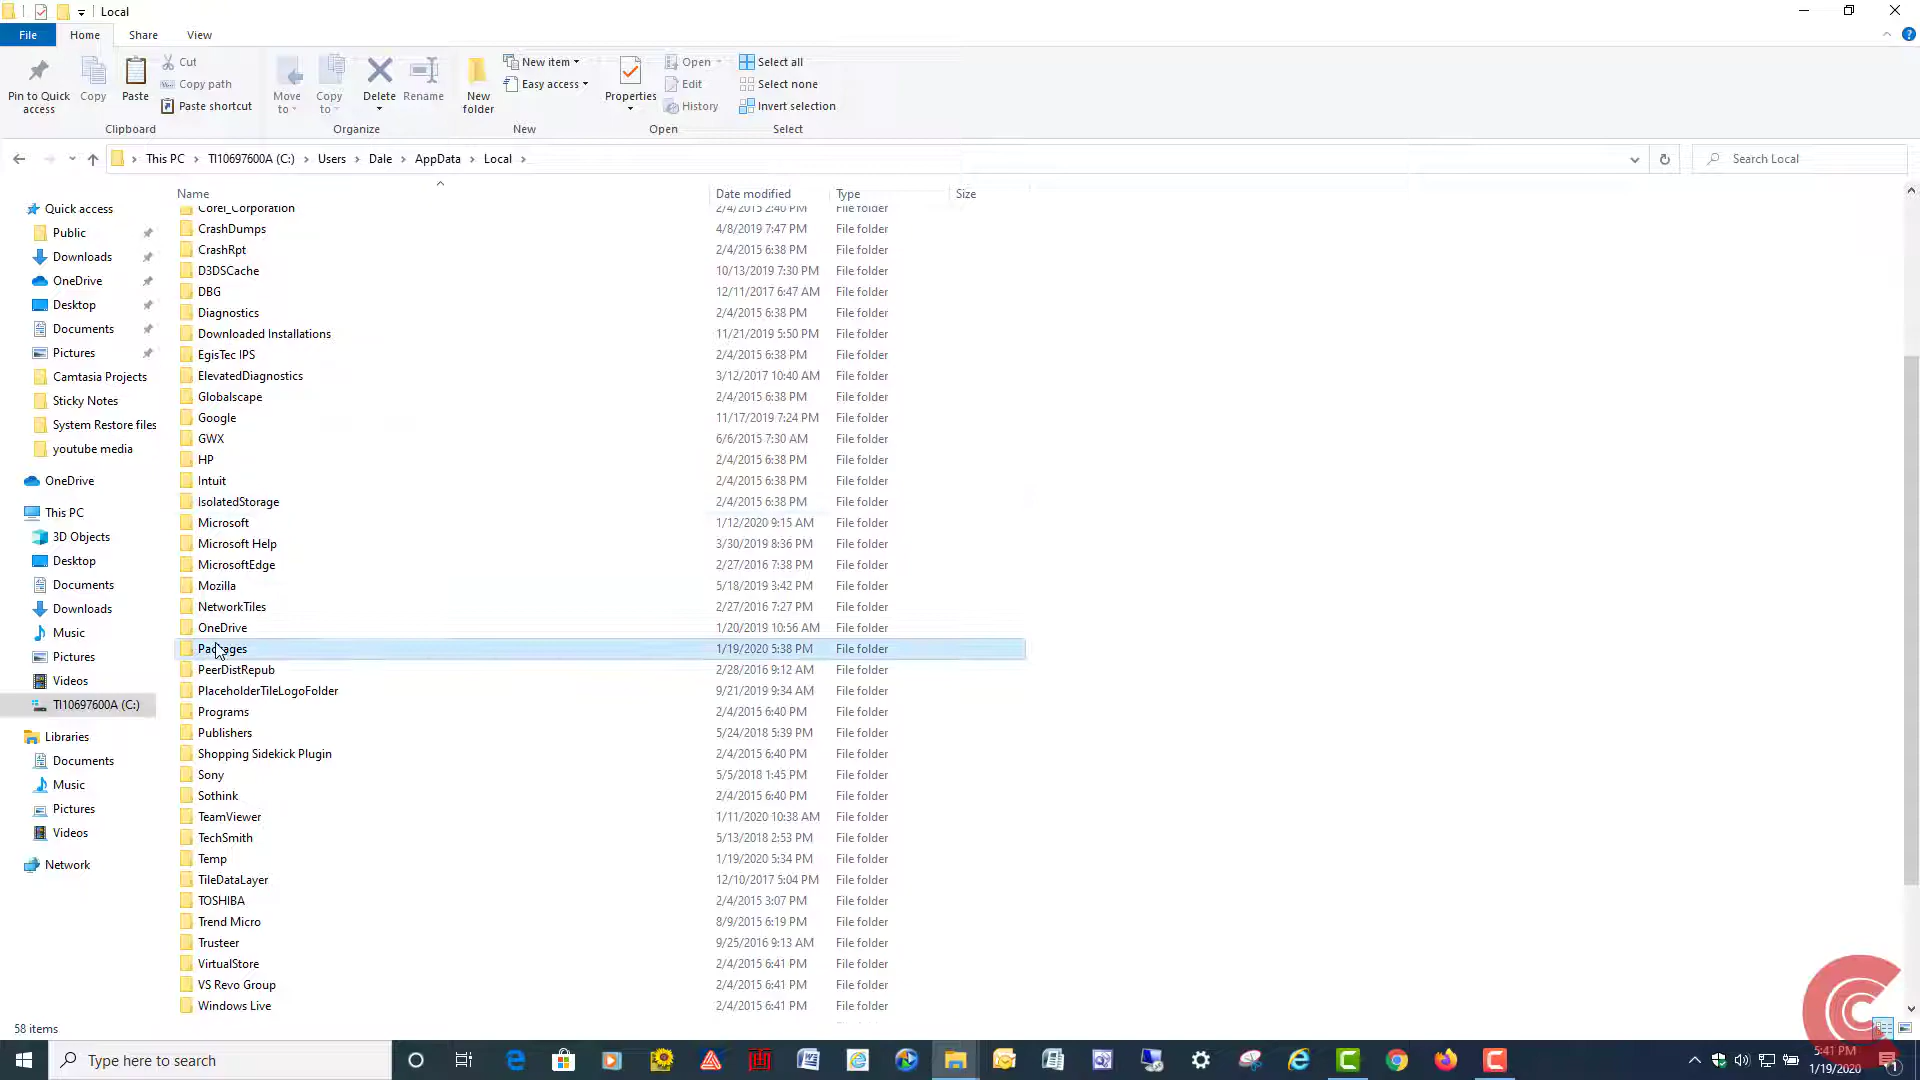 Local
File Home Share View
Pin to Quick access
Copy
Paste
Cut
Copy path
Paste shortcut
Clipboard
Move to
Copy to
Delete
Rename
Organize
New folder
New item
Easy access
New
Properties
Open
Edit
History
Open
Select all
Select none
Invert selection
Select
This PC > TI10697600A (C:) > Users > Dale > AppData > Local >
Search Local
Name Date modified Type Size
Quick access
Public
Downloads
OneDrive
Desktop
Documents
Pictures
Camtasia Projects
Sticky Notes
System Restore files
youtube media
OneDrive
This PC
3D Objects
Desktop
Documents
Downloads
Music
Pictures
Videos
TI10697600A (C:)
Libraries
Documents
Music
Pictures
Videos
Network
Corel_Corporation 2/4/2015 2:40 PM File folder
CrashDumps 4/8/2019 7:47 PM File folder
CrashRpt 2/4/2015 6:38 PM File folder
D3DSCache 10/13/2019 7:30 PM File folder
DBG 12/11/2017 6:47 AM File folder
Diagnostics 2/4/2015 6:38 PM File folder
Downloaded Installations 11/21/2019 5:50 PM File folder
EgisTec IPS 2/4/2015 6:38 PM File folder
ElevatedDiagnostics 3/12/2017 10:40 AM File folder
Globalscape 2/4/2015 6:38 PM File folder
Google 11/17/2019 7:24 PM File folder
GWX 6/6/2015 7:30 AM File folder
HP 2/4/2015 6:38 PM File folder
Intuit 2/4/2015 6:38 PM File folder
IsolatedStorage 2/4/2015 6:38 PM File folder
Microsoft 1/12/2020 9:15 AM File folder
Microsoft Help 3/30/2019 8:36 PM File folder
MicrosoftEdge 2/27/2016 7:38 PM File folder
Mozilla 5/18/2019 3:42 PM File folder
NetworkTiles 2/27/2016 7:27 PM File folder
OneDrive 1/20/2019 10:56 AM File folder
Packages 1/19/2020 5:38 PM File folder
PeerDistRepub 2/28/2016 9:12 AM File folder
PlaceholderTileLogoFolder 9/21/2019 9:34 AM File folder
Programs 2/4/2015 6:40 PM File folder
Publishers 5/24/2018 5:39 PM File folder
Shopping Sidekick Plugin 2/4/2015 6:40 PM File folder
Sony 5/5/2018 1:45 PM File folder
Sothink 2/4/2015 6:40 PM File folder
TeamViewer 1/11/2020 10:38 AM File folder
TechSmith 5/13/2018 2:53 PM File folder
Temp 1/19/2020 5:34 PM File folder
TileDataLayer 12/10/2017 5:04 PM File folder
TOSHIBA 2/4/2015 3:07 PM File folder
Trend Micro 8/9/2015 6:19 PM File folder
Trusteer 9/25/2016 9:13 AM File folder
VirtualStore 2/4/2015 6:41 PM File folder
VS Revo Group 2/4/2015 6:41 PM File folder
Windows Live 2/4/2015 6:41 PM File folder
58 items
Type here to search
5:41 PM
1/19/2020
1